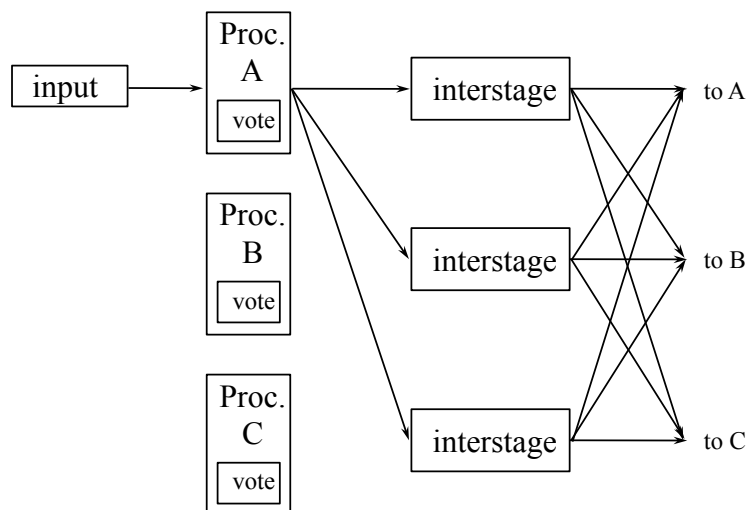 input
Proc.
A
vote
interstage
to A
Proc.
B
vote
interstage
to B
Proc.
C
vote
interstage
to C